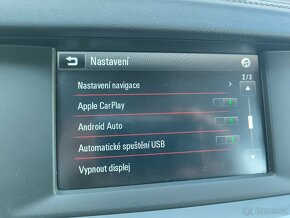 Nastavení
2/3
Nastavení navigace
Apple CarPlay
Android Auto
Automatické spuštění USB
Vypnout displej